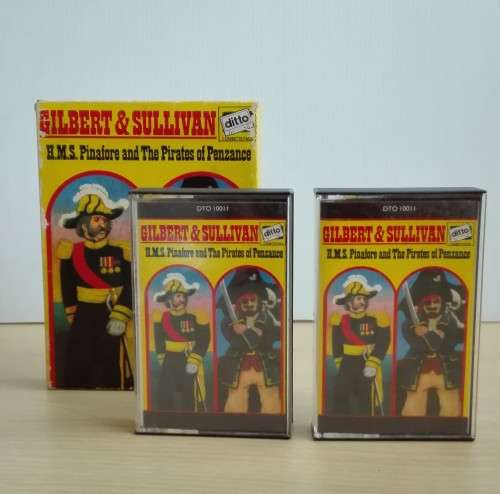 GILBERT & SULLIVAN
ditto
H.M.S. Pinafore and The Pirates of Penzance
DTO 10011
GILBERT & SULLIVAN
ditto
H.M.S. Pinafore and The Pirates of Penzance
DTO 10011
GILBERT & SULLIVAN
ditto
H.M.S. Pinafore and The Pirates of Penzance